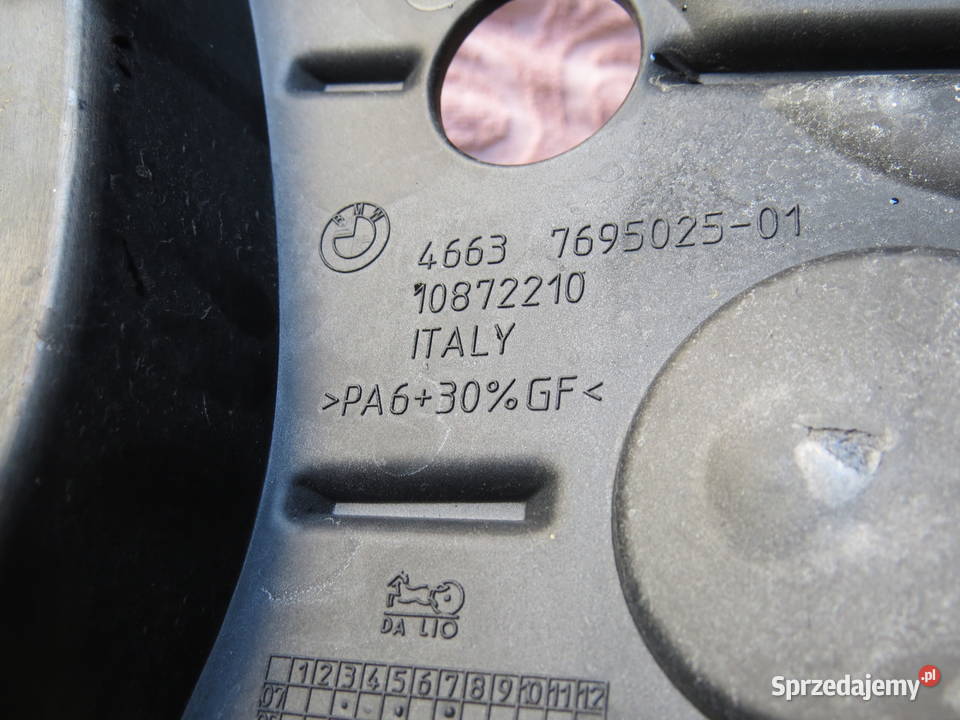 BMW
4663 7695025-01
10872210
ITALY
>PA6+30%GF<
DA LIO
1 2 3 4 5 6 7 8 9 10 11 12
07
Sprzedajemy.pl